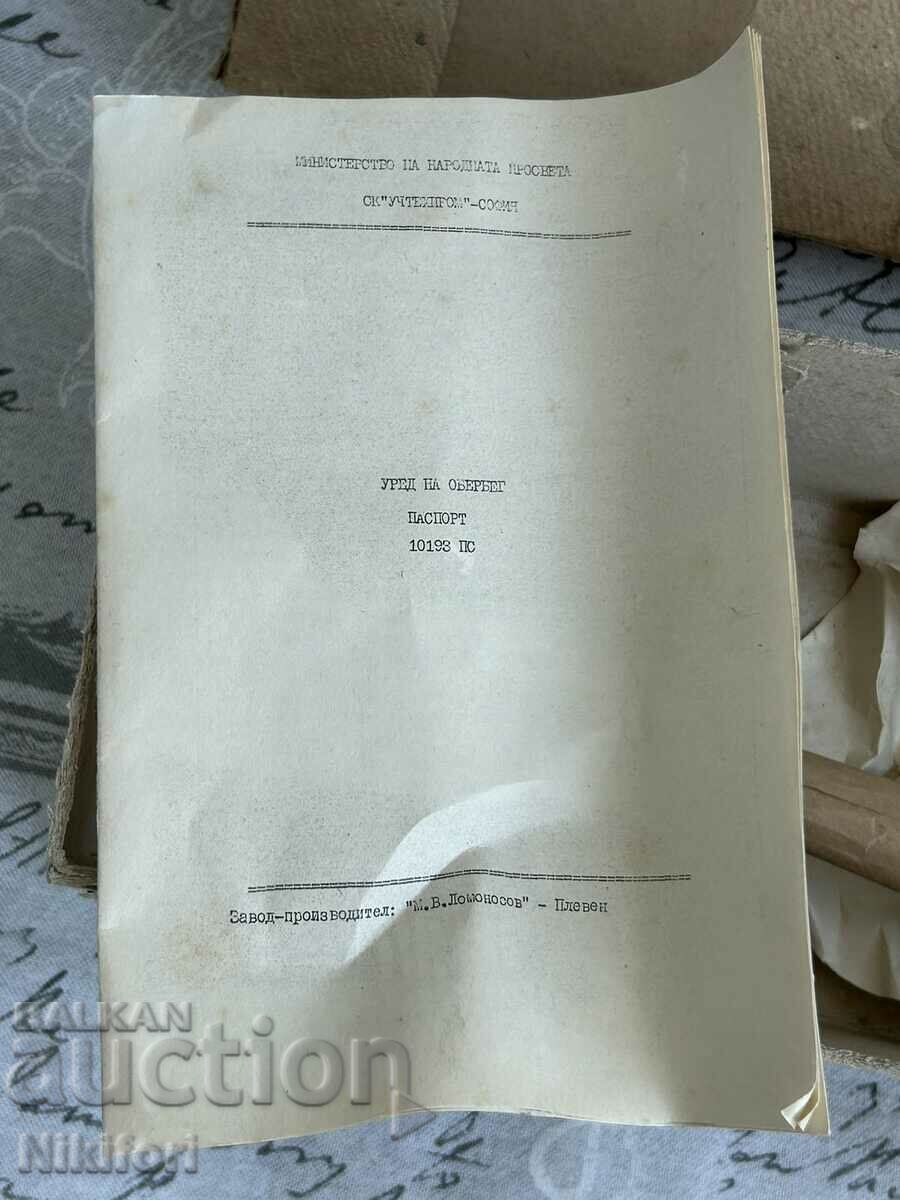 МИНИСТЕРСТВО НА НАРОДНАТА ПРОСВЕТА
СК"УЧТЕХПРОМ"-СОФИЯ
УРЕД НА ОБЕРБЕГ
ПАСПОРТ
10193 ПС
Завод-производител: "М.В.Ломоносов" - Плевен
BALKAN
auction
Nikifori